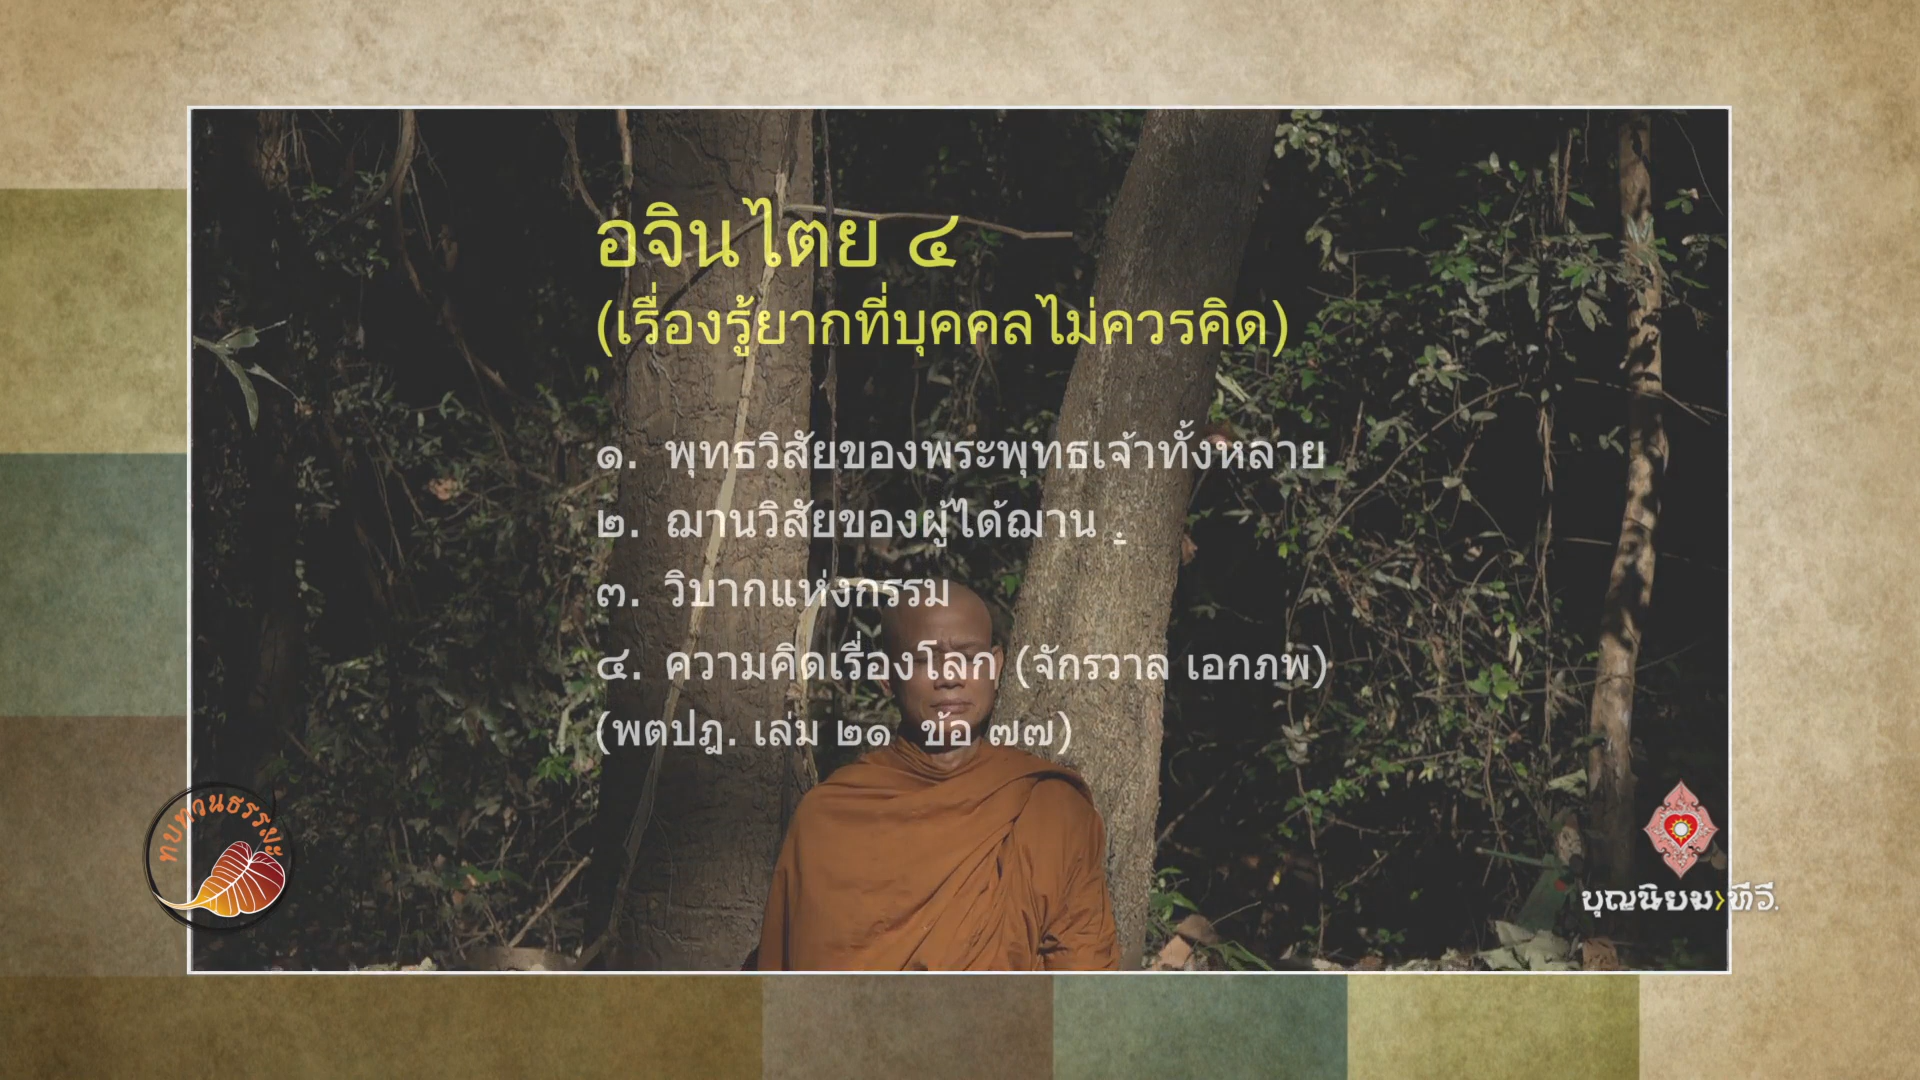 อจินไตย ๔
(เรื่องรู้ยากที่บุคคลไม่ควรคิด)
๑. พุทธวิสัยของพระพุทธเจ้าทั้งหลาย
๒. ฌานวิสัยของผู้ได้ฌาน
๓. วิบากแห่งกรรม
๔. ความคิดเรื่องโลก (จักรวาล เอกภพ)
(พตปฎ. เล่ม ๒๑ ข้อ ๗๗)
ทบทวนธรรมะ
บุญนิยม>ทีวี.